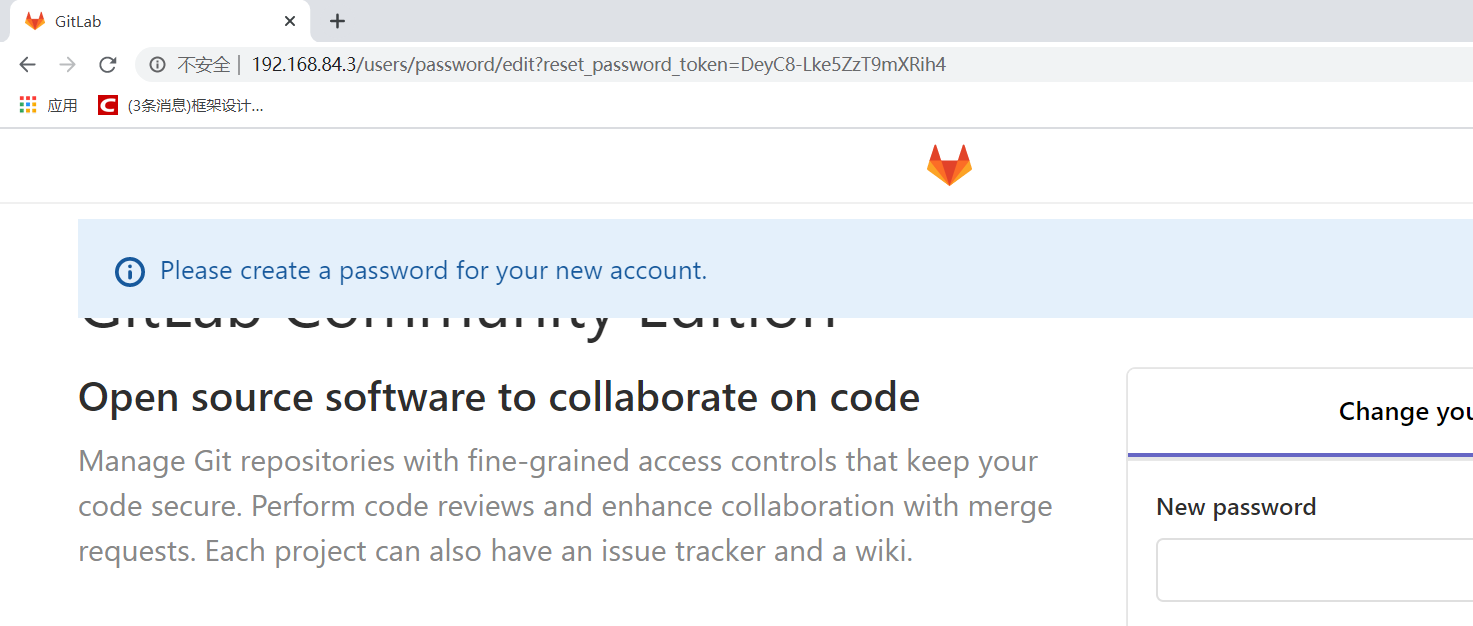 GitLab
不安全 | 192.168.84.3/users/password/edit?reset_password_token=DeyC8-Lke5ZzT9mXRih4
应用 (3条消息)框架设计...
Please create a password for your new account.
GitLab Community Edition
Open source software to collaborate on code
Manage Git repositories with fine-grained access controls that keep your
code secure. Perform code reviews and enhance collaboration with merge
requests. Each project can also have an issue tracker and a wiki.
Change you
New password